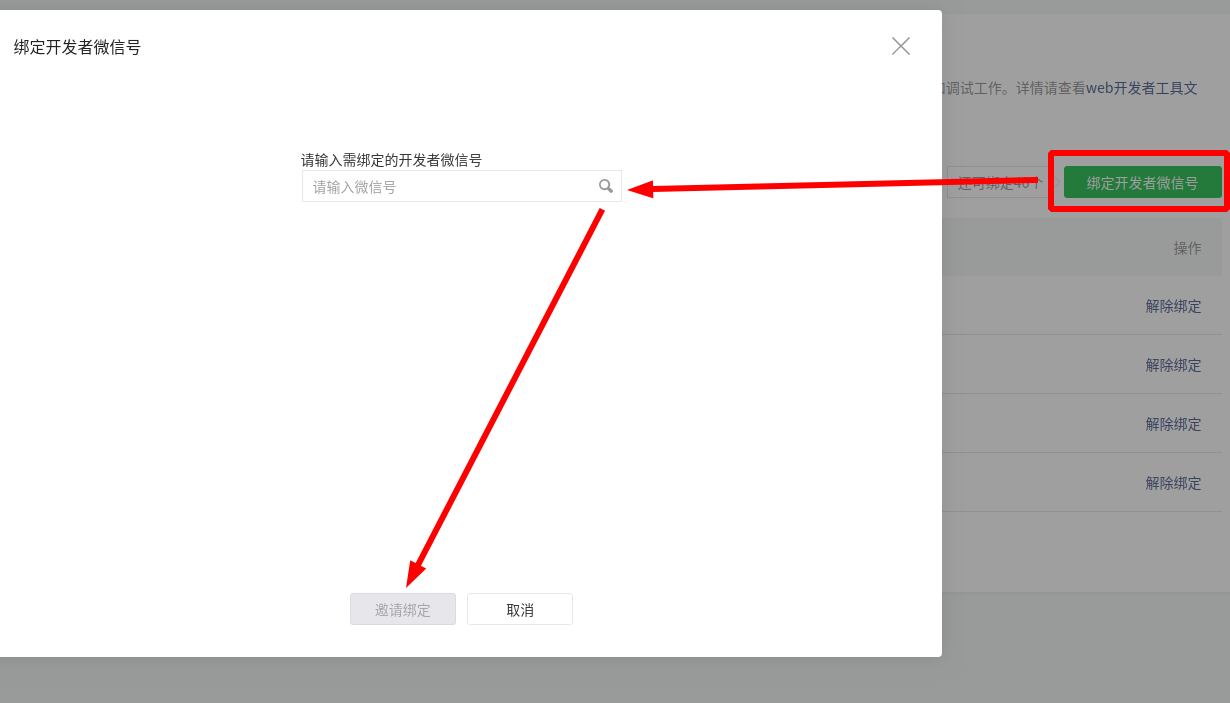 绑定开发者微信号
调试工作。详情请查看web开发者工具文
请输入需绑定的开发者微信号
请输入微信号
还可绑定46个
绑定开发者微信号
操作
解除绑定
解除绑定
解除绑定
解除绑定
邀请绑定
取消